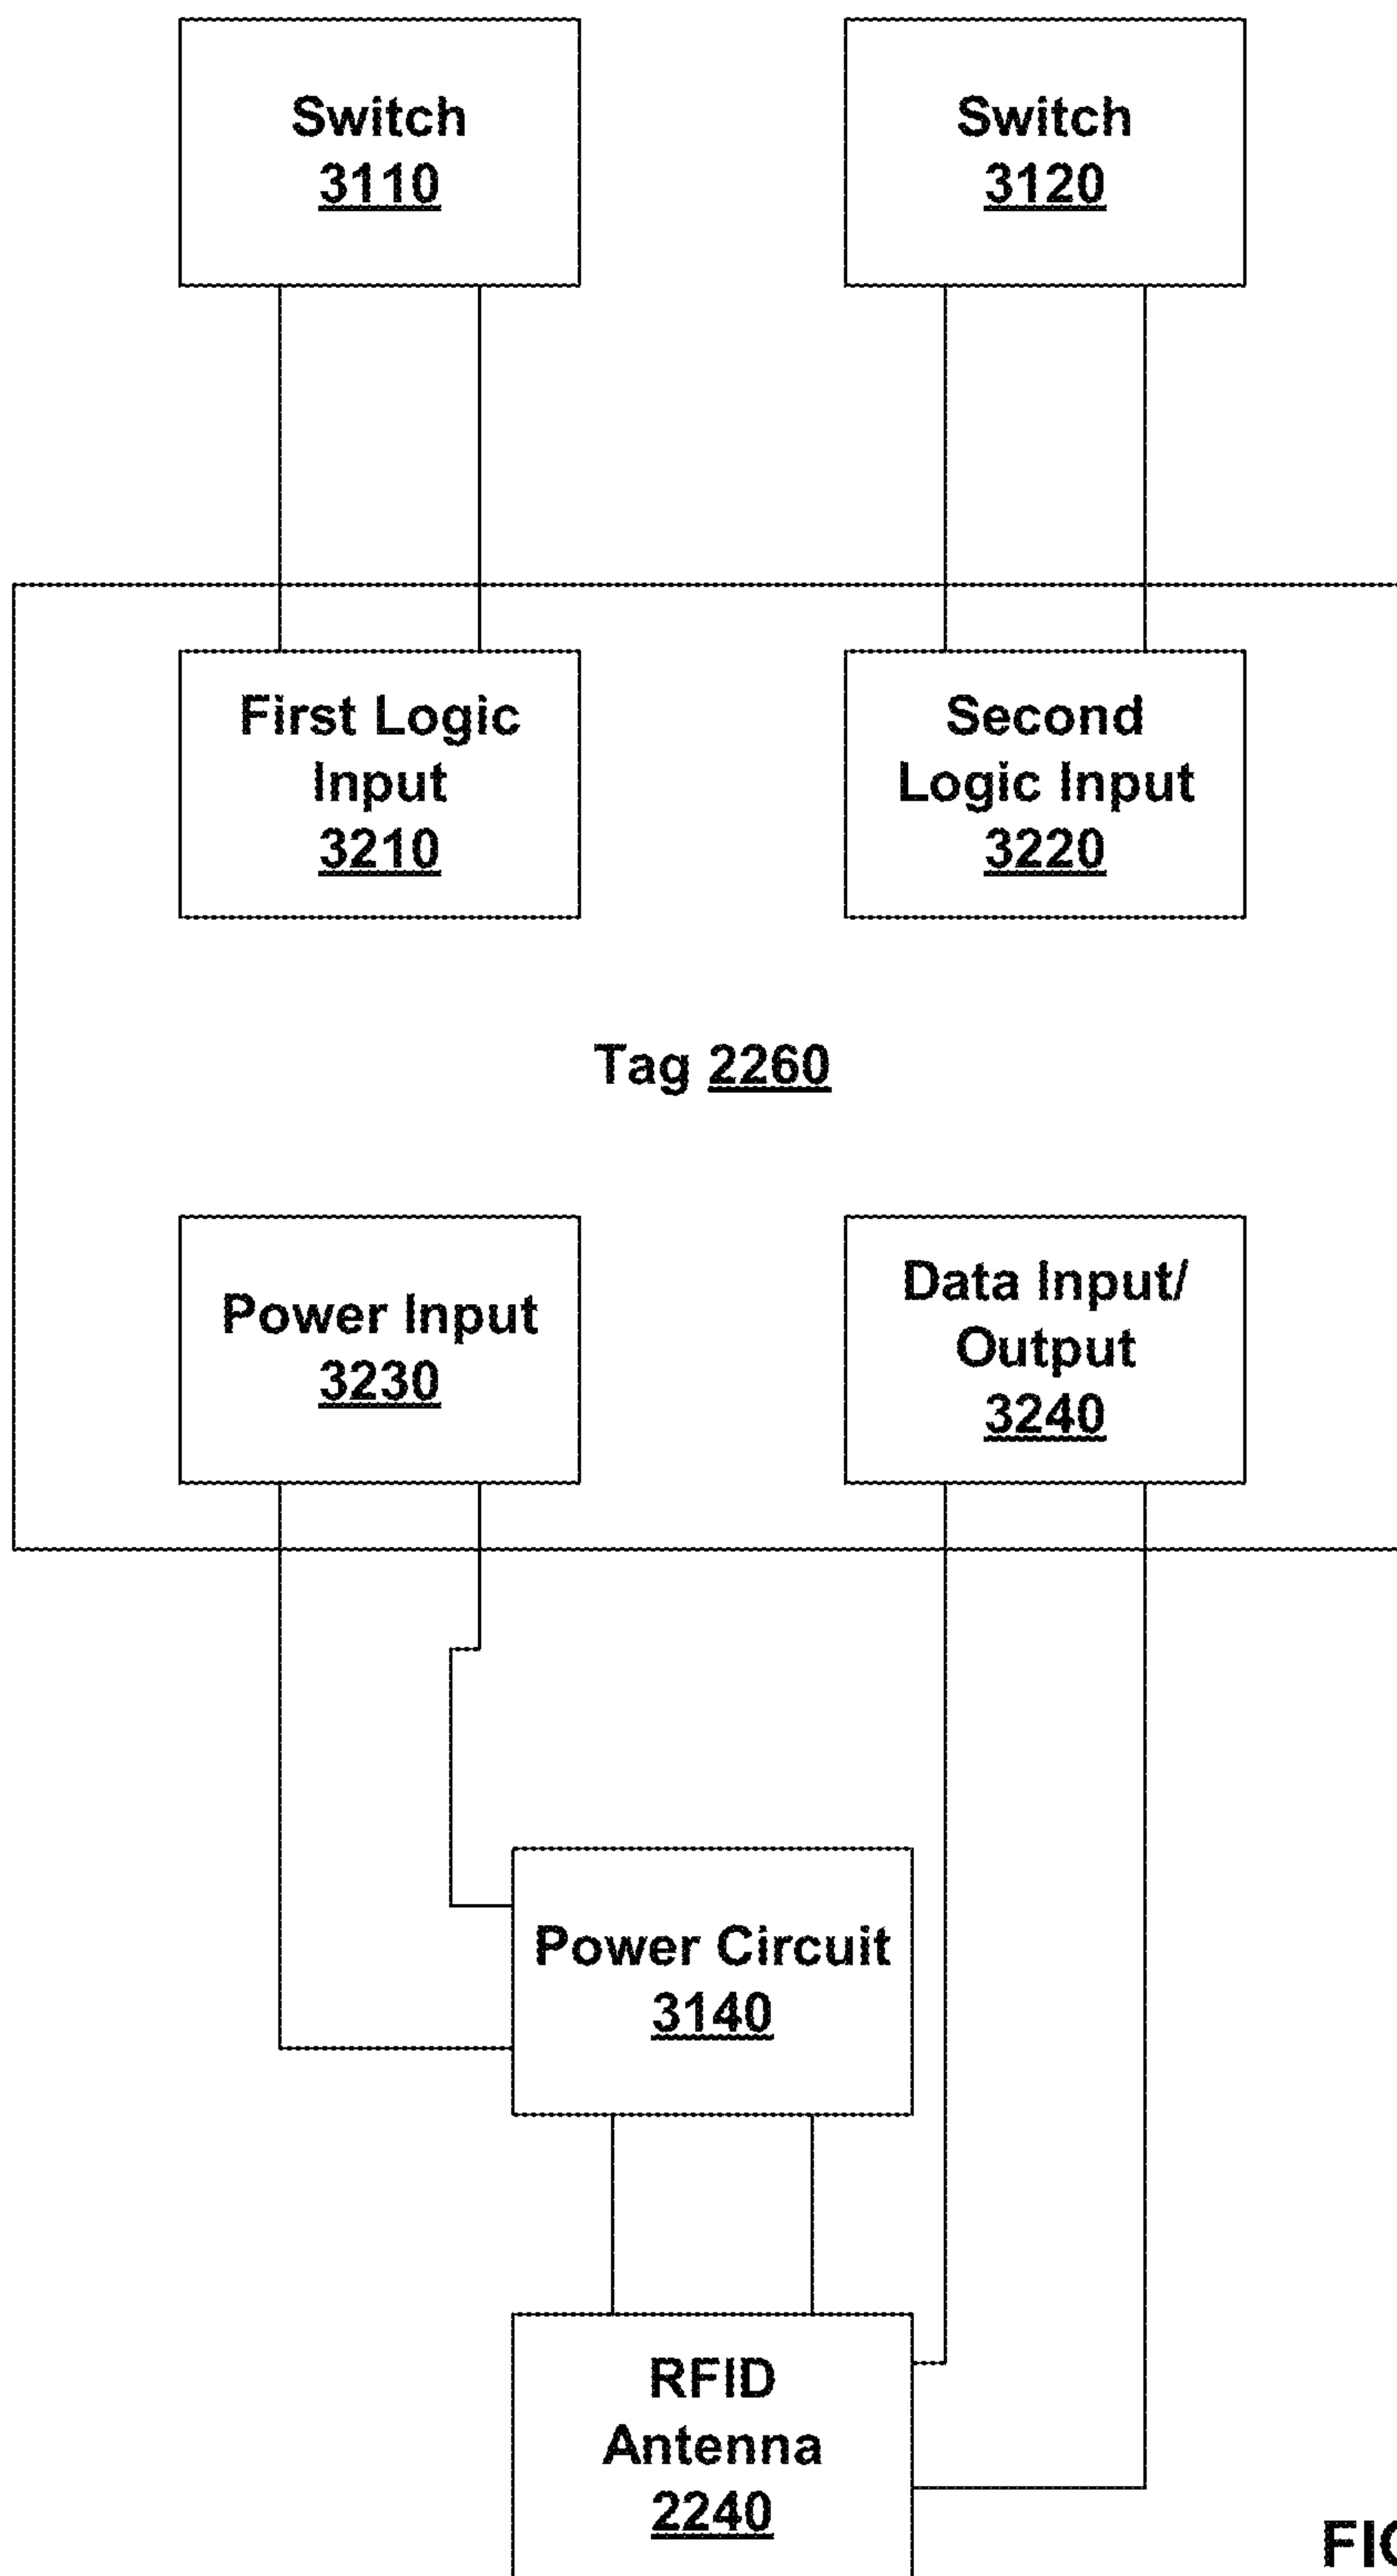 Switch
3110
Switch
3120
First Logic
Input
3210
Second
Logic Input
3220
Tag 2260
Power Input
3230
Data Input/
Output
3240
Power Circuit
3140
RFID
Antenna
2240